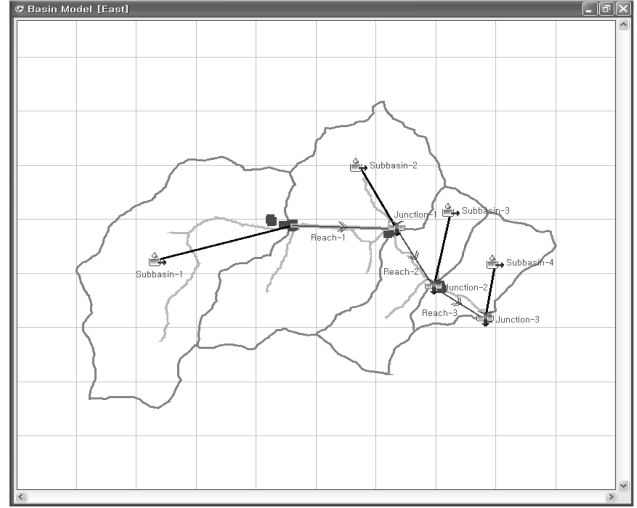 Basin Model [East]
Subbasin-2
Junction-1
Subbasin-3
Reach-1
Subbasin-4
Subbasin-1
Reach-2
Junction-2
Reach-3
Junction-3